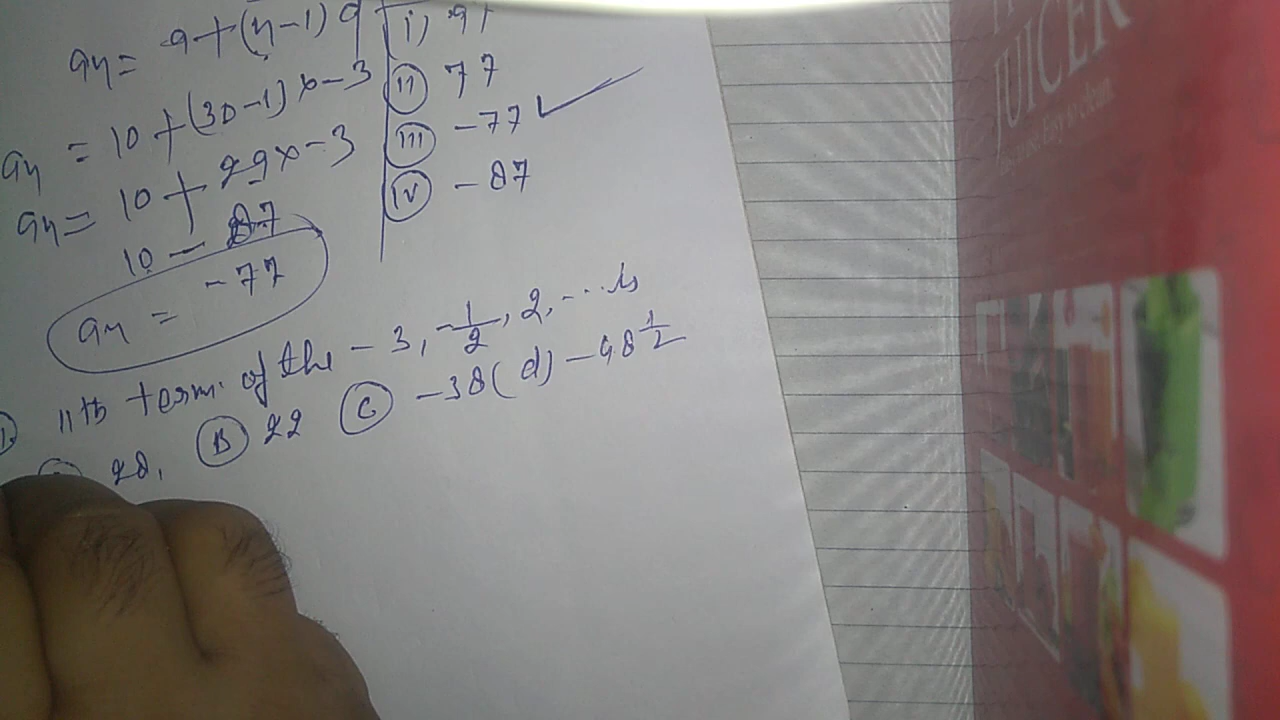 an = a + (n-1) d
i) 97
an = 10 + (30-1) x -3
(ii) 77
an = 10 + 29 x -3
(iii) -77 ✓
10 - 87
(iv) -87
an = -77
11th term of the -3, -1/2, 2, ... is
28, (B) 22 (C) -38 (d) -48 1/2
JUICER